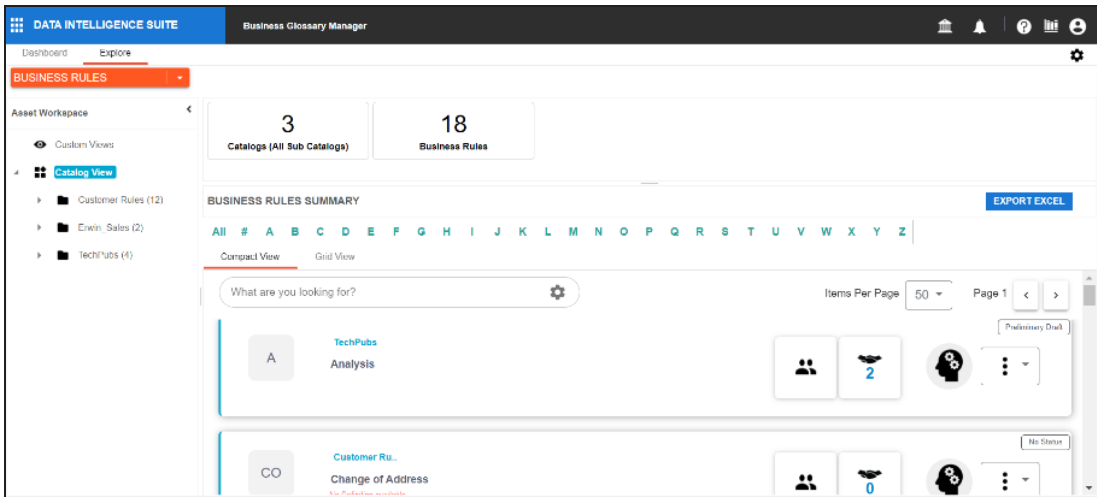 DATA INTELLIGENCE SUITE
Business Glossary Manager
Dashboard
Explore
BUSINESS RULES
Asset Workspace
Custom Views
Catalog View
Customer Rules (12)
Erwin_Sales (2)
TechPubs (4)
3
Catalogs (All Sub Catalogs)
18
Business Rules
BUSINESS RULES SUMMARY
EXPORT EXCEL
All # A B C D E F G H I J K L M N O P Q R S T U V W X Y Z
Compact View
Grid View
What are you looking for?
Items Per Page
50
Page 1
Preliminary Draft
A
TechPubs
Analysis
2
No Status
CO
Customer Ru..
Change of Address
No Definition available
0